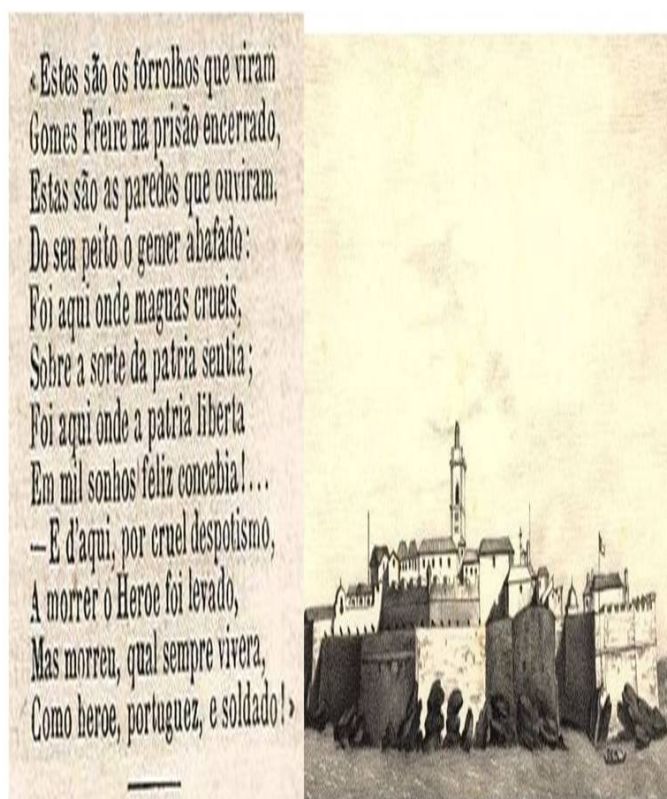 «Estes são os forrolhos que viram
Gomes Freire na prisão encerrado,
Estas são as paredes que ouviram,
Do seu peito o gemer abafado:
Foi aqui onde maguas crueis,
Sobre a sorte da patria sentia;
Foi aqui onde a patria liberta
Em mil sonhos feliz concebia!...
—E d'aqui, por cruel despotismo,
A morrer o Heroe foi levado,
Mas morreu, qual sempre vivera,
Como heroe, portuguez, e soldado!»